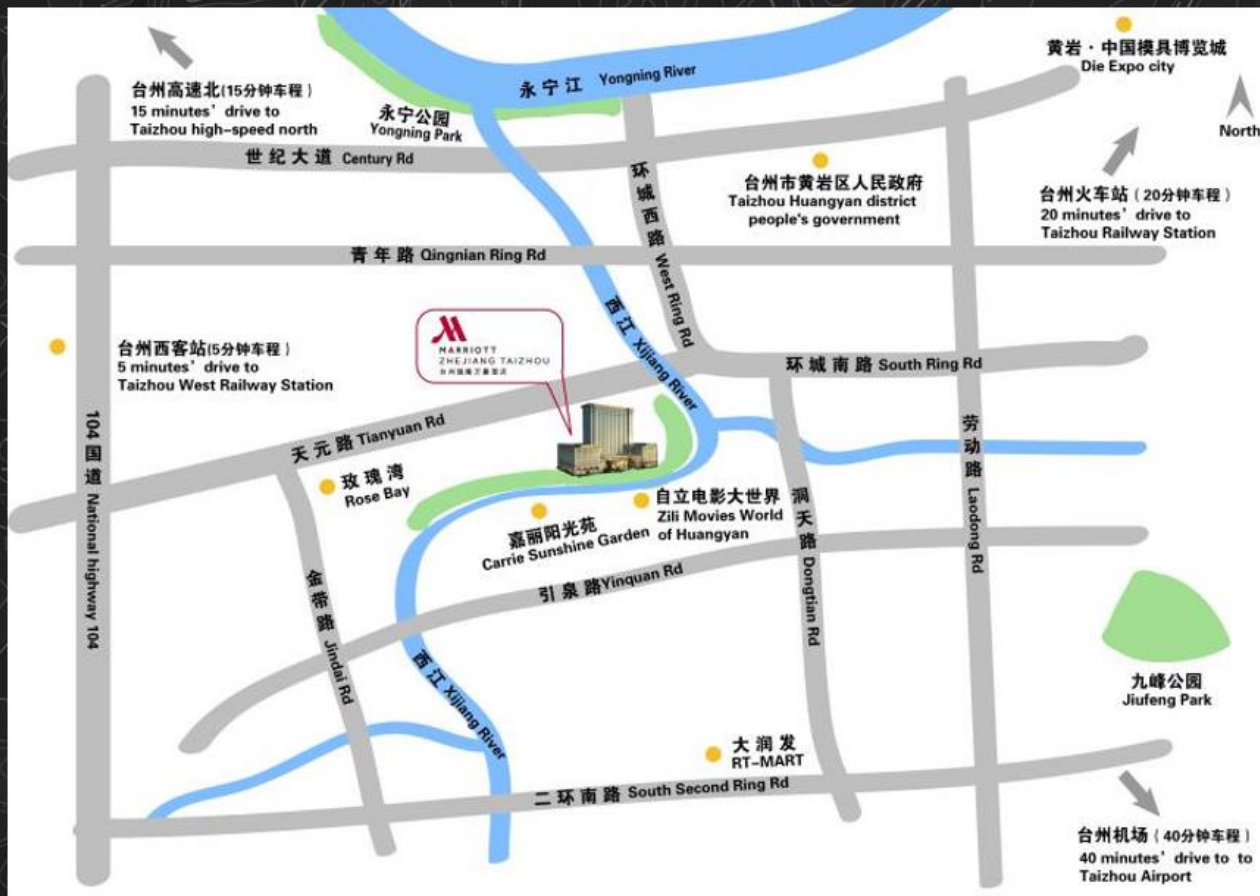 永宁江 Yongning River
黄岩·中国模具博览城
Die Expo city
台州高速北(15分钟车程)
15 minutes' drive to
Taizhou high-speed north
永宁公园
Yongning Park
North
世纪大道 Century Rd
环城西路 West Ring Rd
台州市黄岩区人民政府
Taizhou Huangyan district
people's government
台州火车站(20分钟车程)
20 minutes' drive to
Taizhou Railway Station
青年路 Qingnian Ring Rd
西江 Xijiang River
MARRIOTT
ZHEJIANG TAIZHOU
台州西客站(5分钟车程)
5 minutes' drive to
Taizhou West Railway Station
环城南路 South Ring Rd
104国道 National highway 104
天元路 Tianyuan Rd
劳动路 Laodong Rd
玫瑰湾
Rose Bay
自立电影大世界
Zili Movies World
of Huangyan
嘉丽阳光苑
Carrie Sunshine Garden
洞天路 Dongtian Rd
引泉路 Yinquan Rd
金带路 Jindai Rd
西江 Xijiang River
九峰公园
Jiufeng Park
大润发
RT-MART
二环南路 South Second Ring Rd
台州机场(40分钟车程)
40 minutes' drive to to
Taizhou Airport